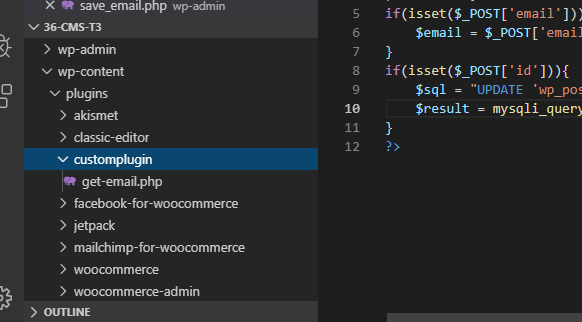 save_email.php wp-admin
36-CMS-T3
wp-admin
wp-content
plugins
akismet
classic-editor
customplugin
get-email.php
facebook-for-woocommerce
jetpack
mailchimp-for-woocommerce
woocommerce
woocommerce-admin
OUTLINE
5 if(isset($_POST['email']))
6 $email = $_POST['email
7 }
8 if(isset($_POST['id'])){
9 $sql = "UPDATE 'wp_pos
10 $result = mysqli_query
11 }
12 ?>